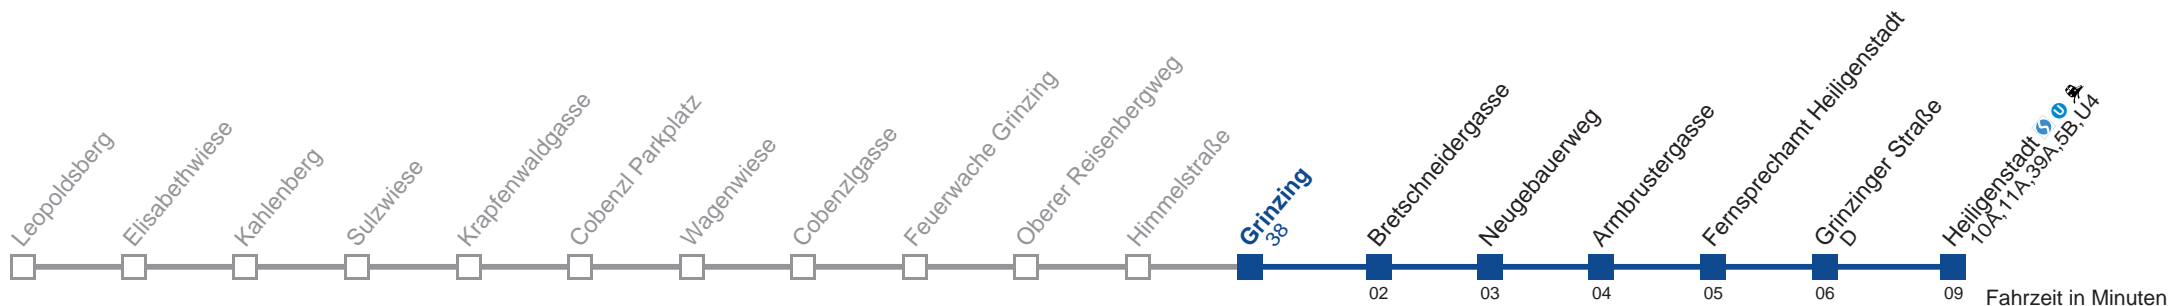 Leopoldsberg
Elisabethwiese
Kahlenberg
Sulzwiese
Krapfenwaldgasse
Cobenzl Parkplatz
Wagenwiese
Cobenzlgasse
Feuerwache Grinzing
Oberer Reisenbergweg
Himmelstraße
Grinzing
38
Bretschneidergasse
Neugebauerweg
Armbrustergasse
Fernsprechamt Heiligenstadt
Grinzinger Straße
D
Heiligenstadt S U
10A,11A,39A,5B,U4
02 03 04 05 06 09 Fahrzeit in Minuten